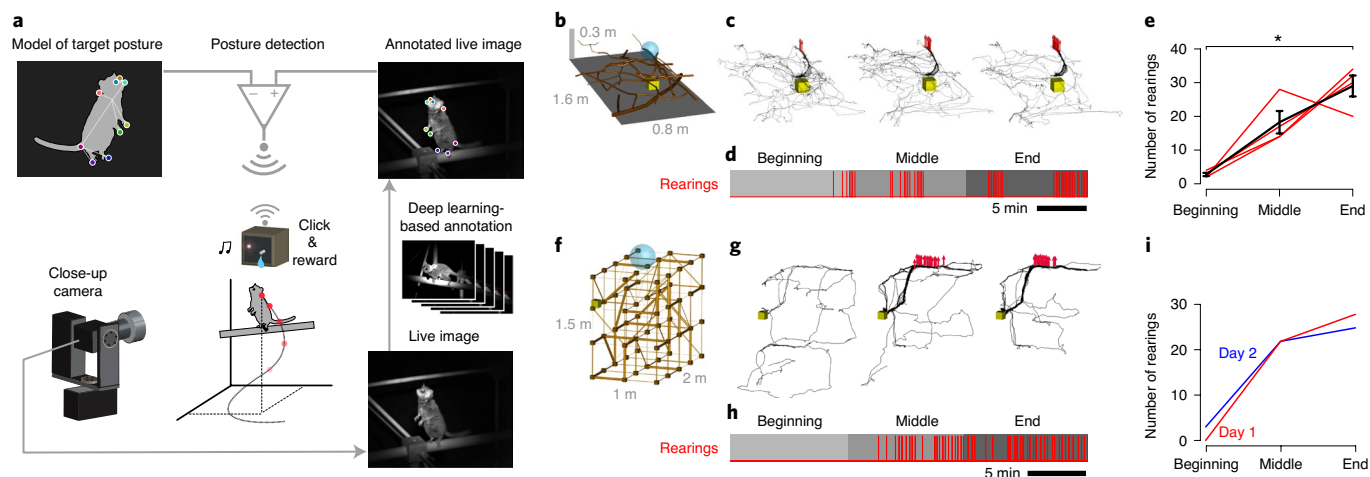 a
Model of target posture
Posture detection
Annotated live image
− +
Click &
reward
Deep learning-
based annotation
Close-up
camera
Live image
b
0.3 m
1.6 m
0.8 m
c
d
Beginning Middle End
Rearings
5 min
e
*
Number of rearings
40
30
20
10
0
Beginning Middle End
f
1.5 m
1 m
2 m
g
h
Beginning Middle End
Rearings
5 min
i
Number of rearings
30
20
10
0
Day 2
Day 1
Beginning Middle End